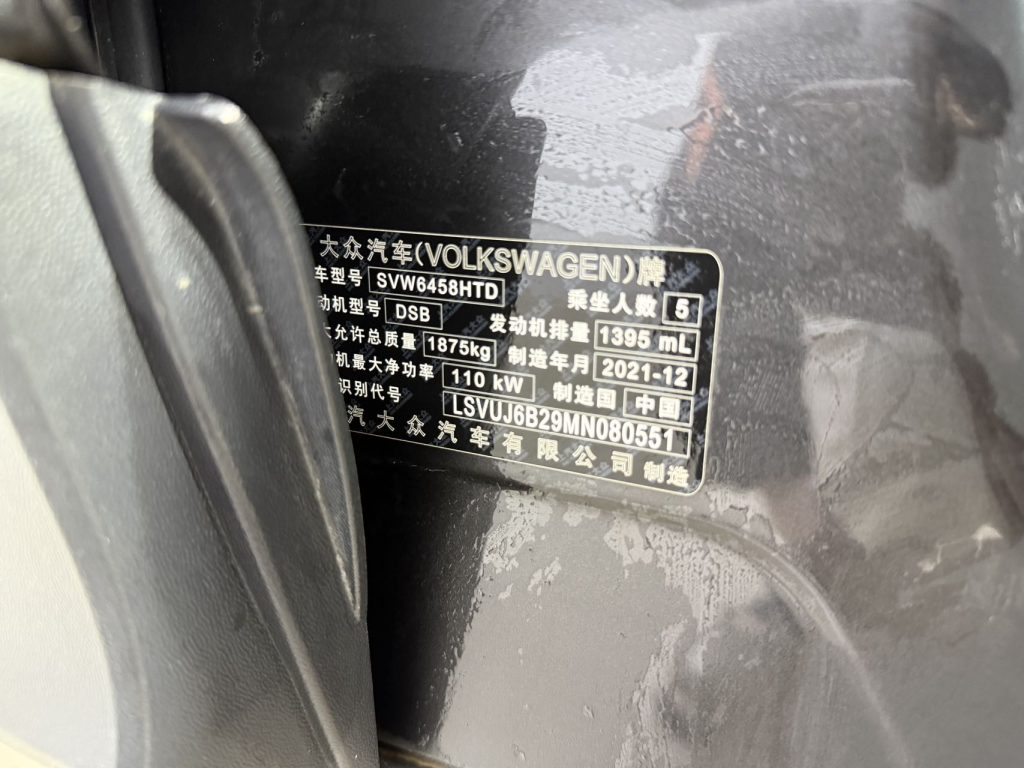 大众汽车(VOLKSWAGEN)牌
车型号 SVW6458HTD 乘坐人数 5
动机型号 DSB 发动机排量 1395 mL
允许总质量 1875kg 制造年月 2021-12
机最大净功率 110 kW 制造国 中国
识别代号 LSVUJ6B29MN080551
汽大众汽车有限公司制造